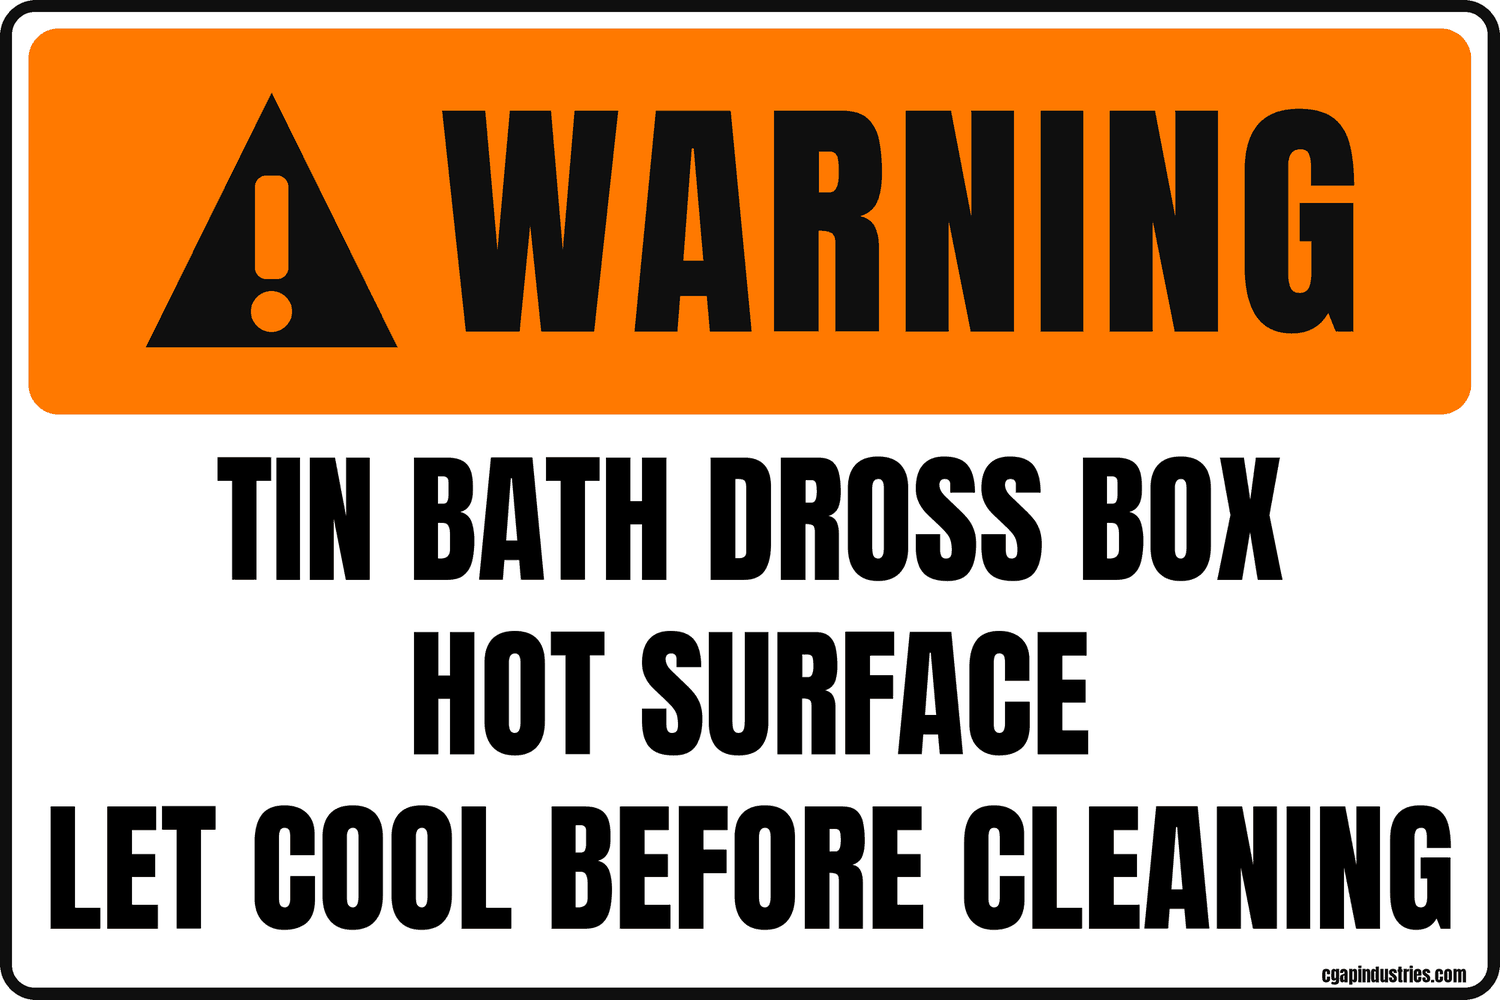 WARNING
TIN BATH DROSS BOX
HOT SURFACE
LET COOL BEFORE CLEANING
cgapindustries.com